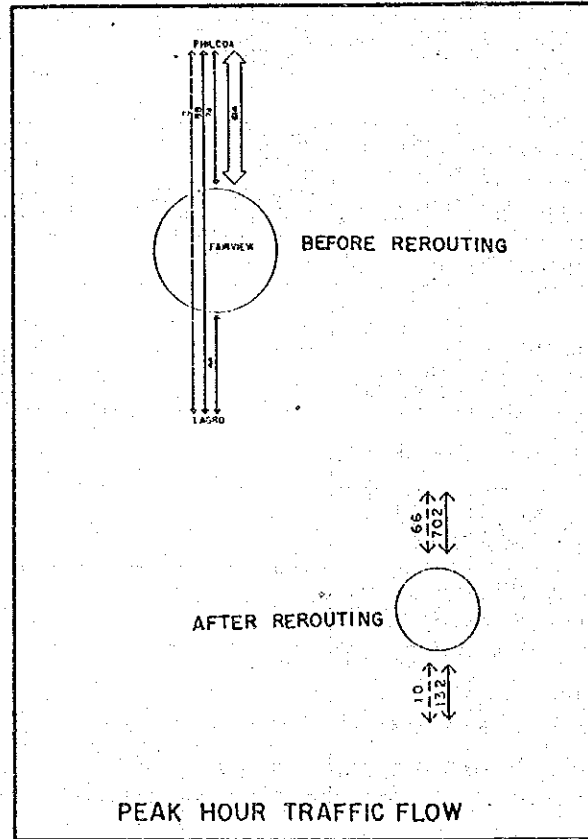 PHILCOA
FAIRVIEW
BEFORE REROUTING
LAGRO
66
702
AFTER REROUTING
10
132
PEAK HOUR TRAFFIC FLOW